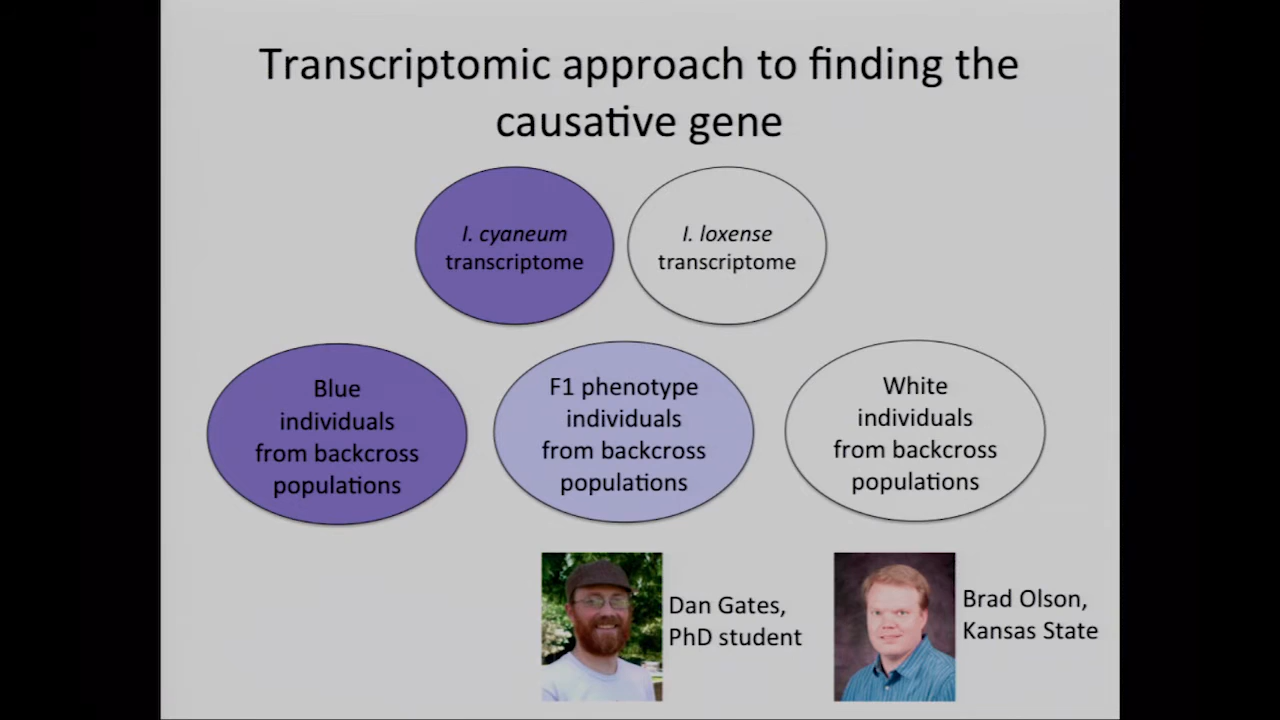 Transcriptomic approach to finding the
causative gene
I. cyaneum
transcriptome
I. loxense
transcriptome
Blue
individuals
from backcross
populations
F1 phenotype
individuals
from backcross
populations
White
individuals
from backcross
populations
Dan Gates,
PhD student
Brad Olson,
Kansas State